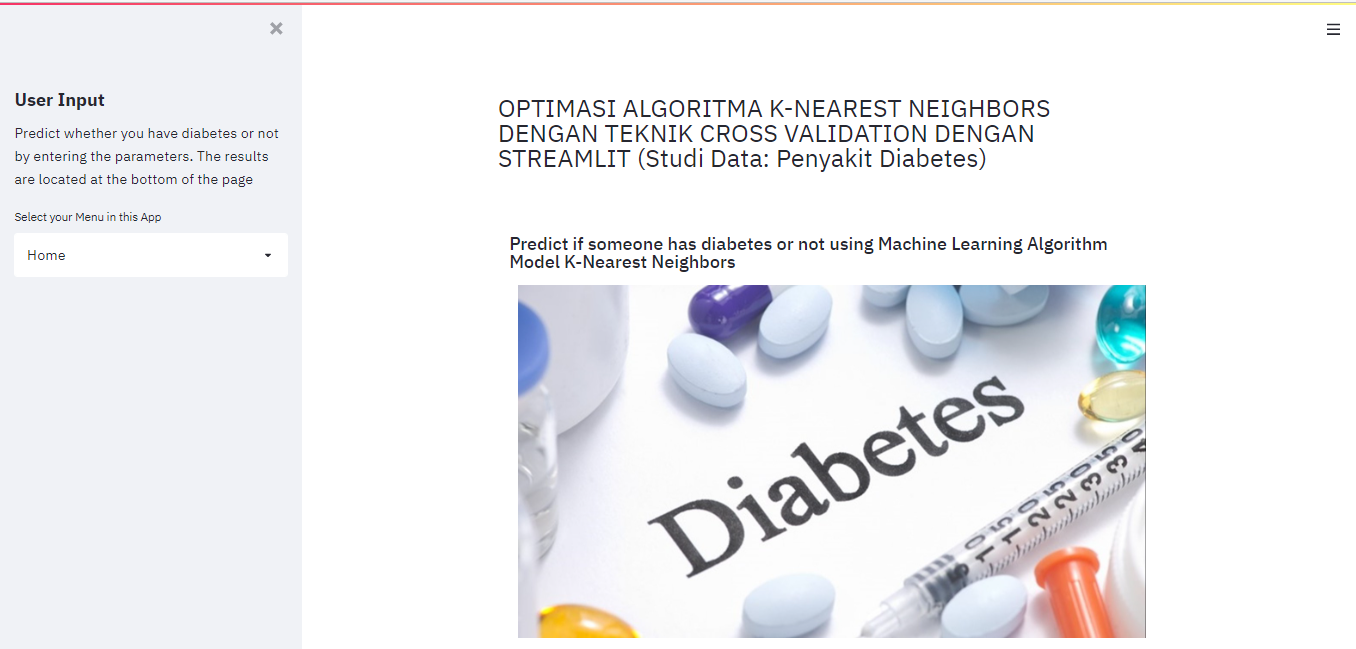 User Input
Predict whether you have diabetes or not
by entering the parameters. The results
are located at the bottom of the page
Select your Menu in this App
Home
OPTIMASI ALGORITMA K-NEAREST NEIGHBORS
DENGAN TEKNIK CROSS VALIDATION DENGAN
STREAMLIT (Studi Data: Penyakit Diabetes)
Predict if someone has diabetes or not using Machine Learning Algorithm
Model K-Nearest Neighbors
Diabetes